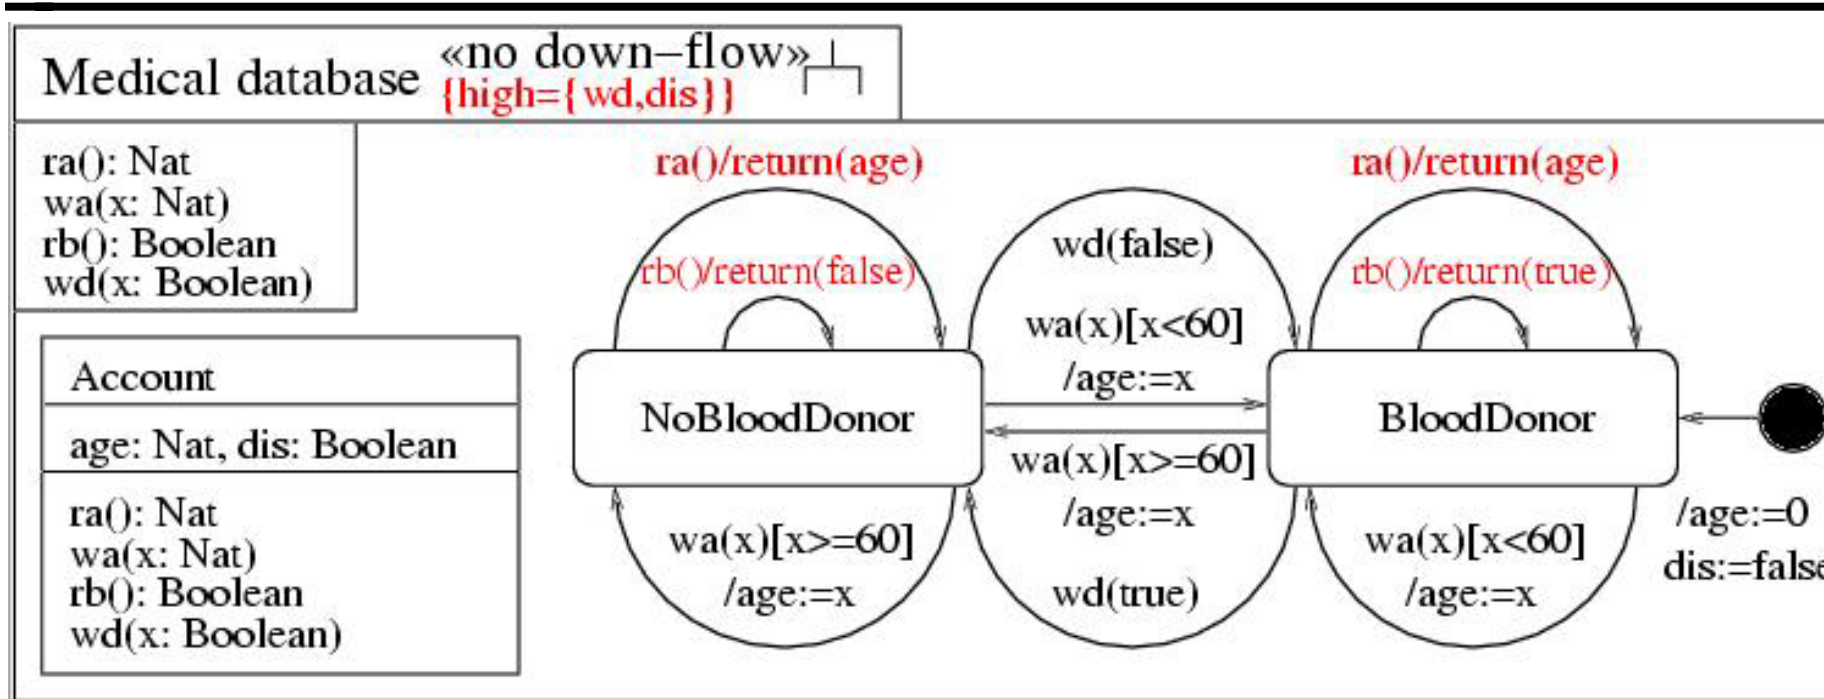 Medical database «no down–flow»
{high={wd,dis}}
ra(): Nat
wa(x: Nat)
rb(): Boolean
wd(x: Boolean)
Account
age: Nat, dis: Boolean
ra(): Nat
wa(x: Nat)
rb(): Boolean
wd(x: Boolean)
ra()/return(age)
rb()/return(false)
NoBloodDonor
wa(x)[x>=60]
/age:=x
wd(false)
wa(x)[x<60]
/age:=x
wa(x)[x>=60]
/age:=x
wd(true)
ra()/return(age)
rb()/return(true)
BloodDonor
wa(x)[x<60]
/age:=x
/age:=0
dis:=false